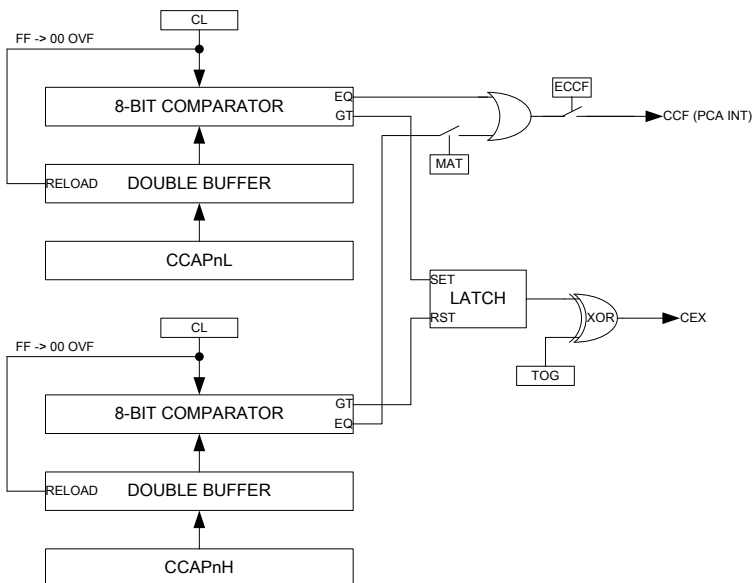 CL
FF -> 00 OVF
8-BIT COMPARATOR
EQ
GT
ECCF
CCF (PCA INT)
MAT
RELOAD
DOUBLE BUFFER
CCAPnL
SET
LATCH
RST
XOR
CEX
TOG
CL
FF -> 00 OVF
8-BIT COMPARATOR
GT
EQ
RELOAD
DOUBLE BUFFER
CCAPnH